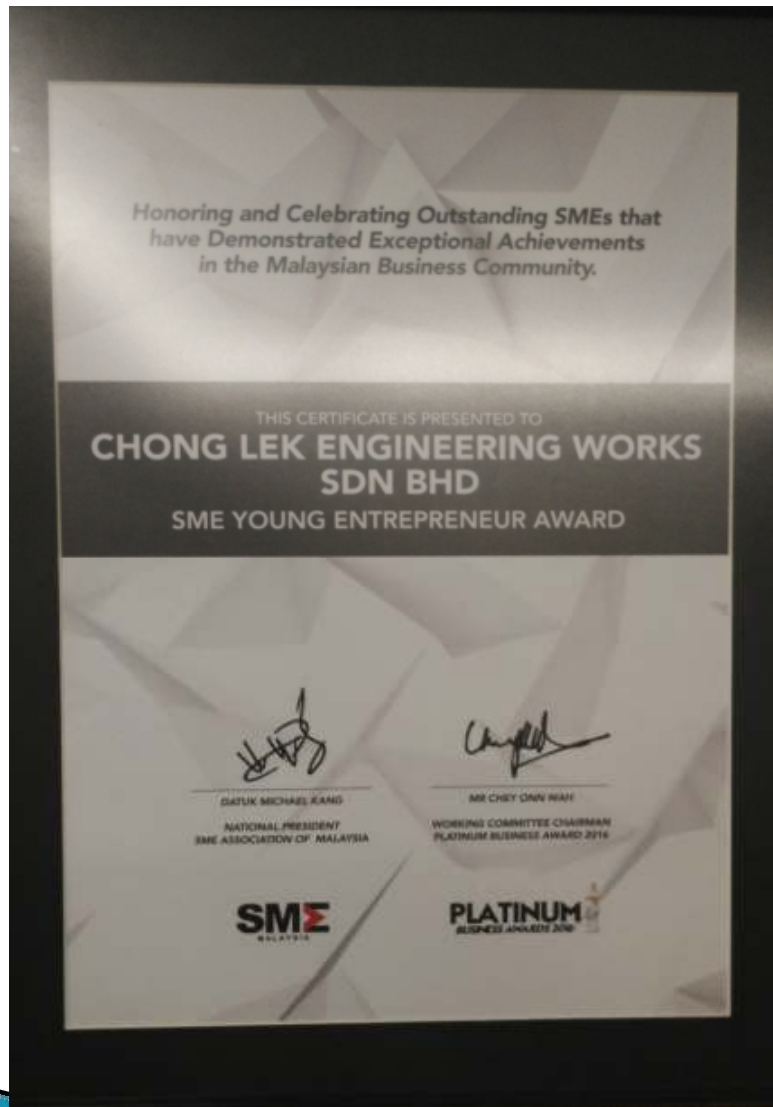 Honoring and Celebrating Outstanding SMEs that
have Demonstrated Exceptional Achievements
in the Malaysian Business Community.
THIS CERTIFICATE IS PRESENTED TO
CHONG LEK ENGINEERING WORKS
SDN BHD
SME YOUNG ENTREPRENEUR AWARD
DATUK MICHAEL KANG
NATIONAL PRESIDENT
SME ASSOCIATION OF MALAYSIA
MR CHEY ONN
WORKING COMMITTEE CHAIRMAN
PLATINUM BUSINESS AWARD 2016
SME
MALAYSIA
PLATINUM
BUSINESS AWARDS 2016